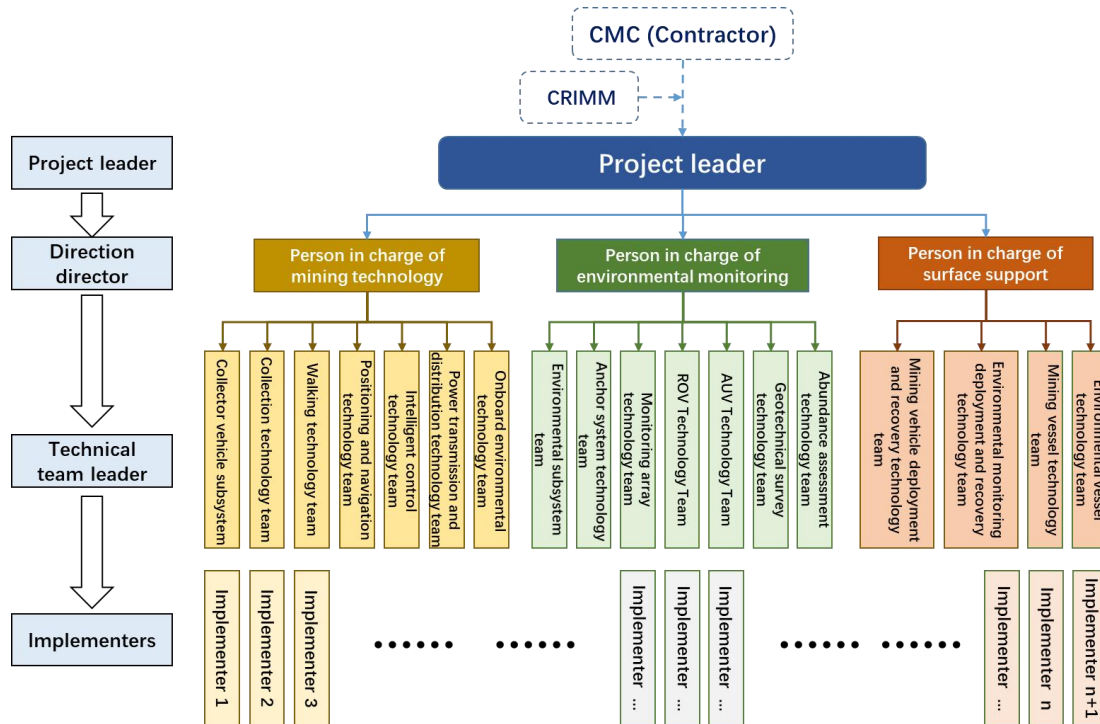 CMC (Contractor)
CRIMM
Project leader
Project leader
Direction
director
Person in charge of
mining technology
Person in charge of
environmental monitoring
Person in charge of
surface support
Technical
team leader
Collector vehicle subsystem
Collection technology team
Walking technology team
Positioning and navigation
technology team
Intelligent control
technology team
Power transmission and
distribution technology team
Onboard environmental
technology team
Environmental subsystem
team
Anchor system technology
team
Monitoring array
technology team
ROV Technology Team
AUV Technology Team
Geotechnical survey
technology team
Abundance assessment
technology team
Mining vehicle deployment
and recovery technology
team
Environmental monitoring
deployment and recovery
technology team
Mining vessel technology
team
Environmental vessel
technology team
Implementers
Implementer 1
Implementer 2
Implementer 3
······
······
Implementer ...
Implementer ...
Implementer ...
······
······
Implementer ...
Implementer n
Implementer n+1